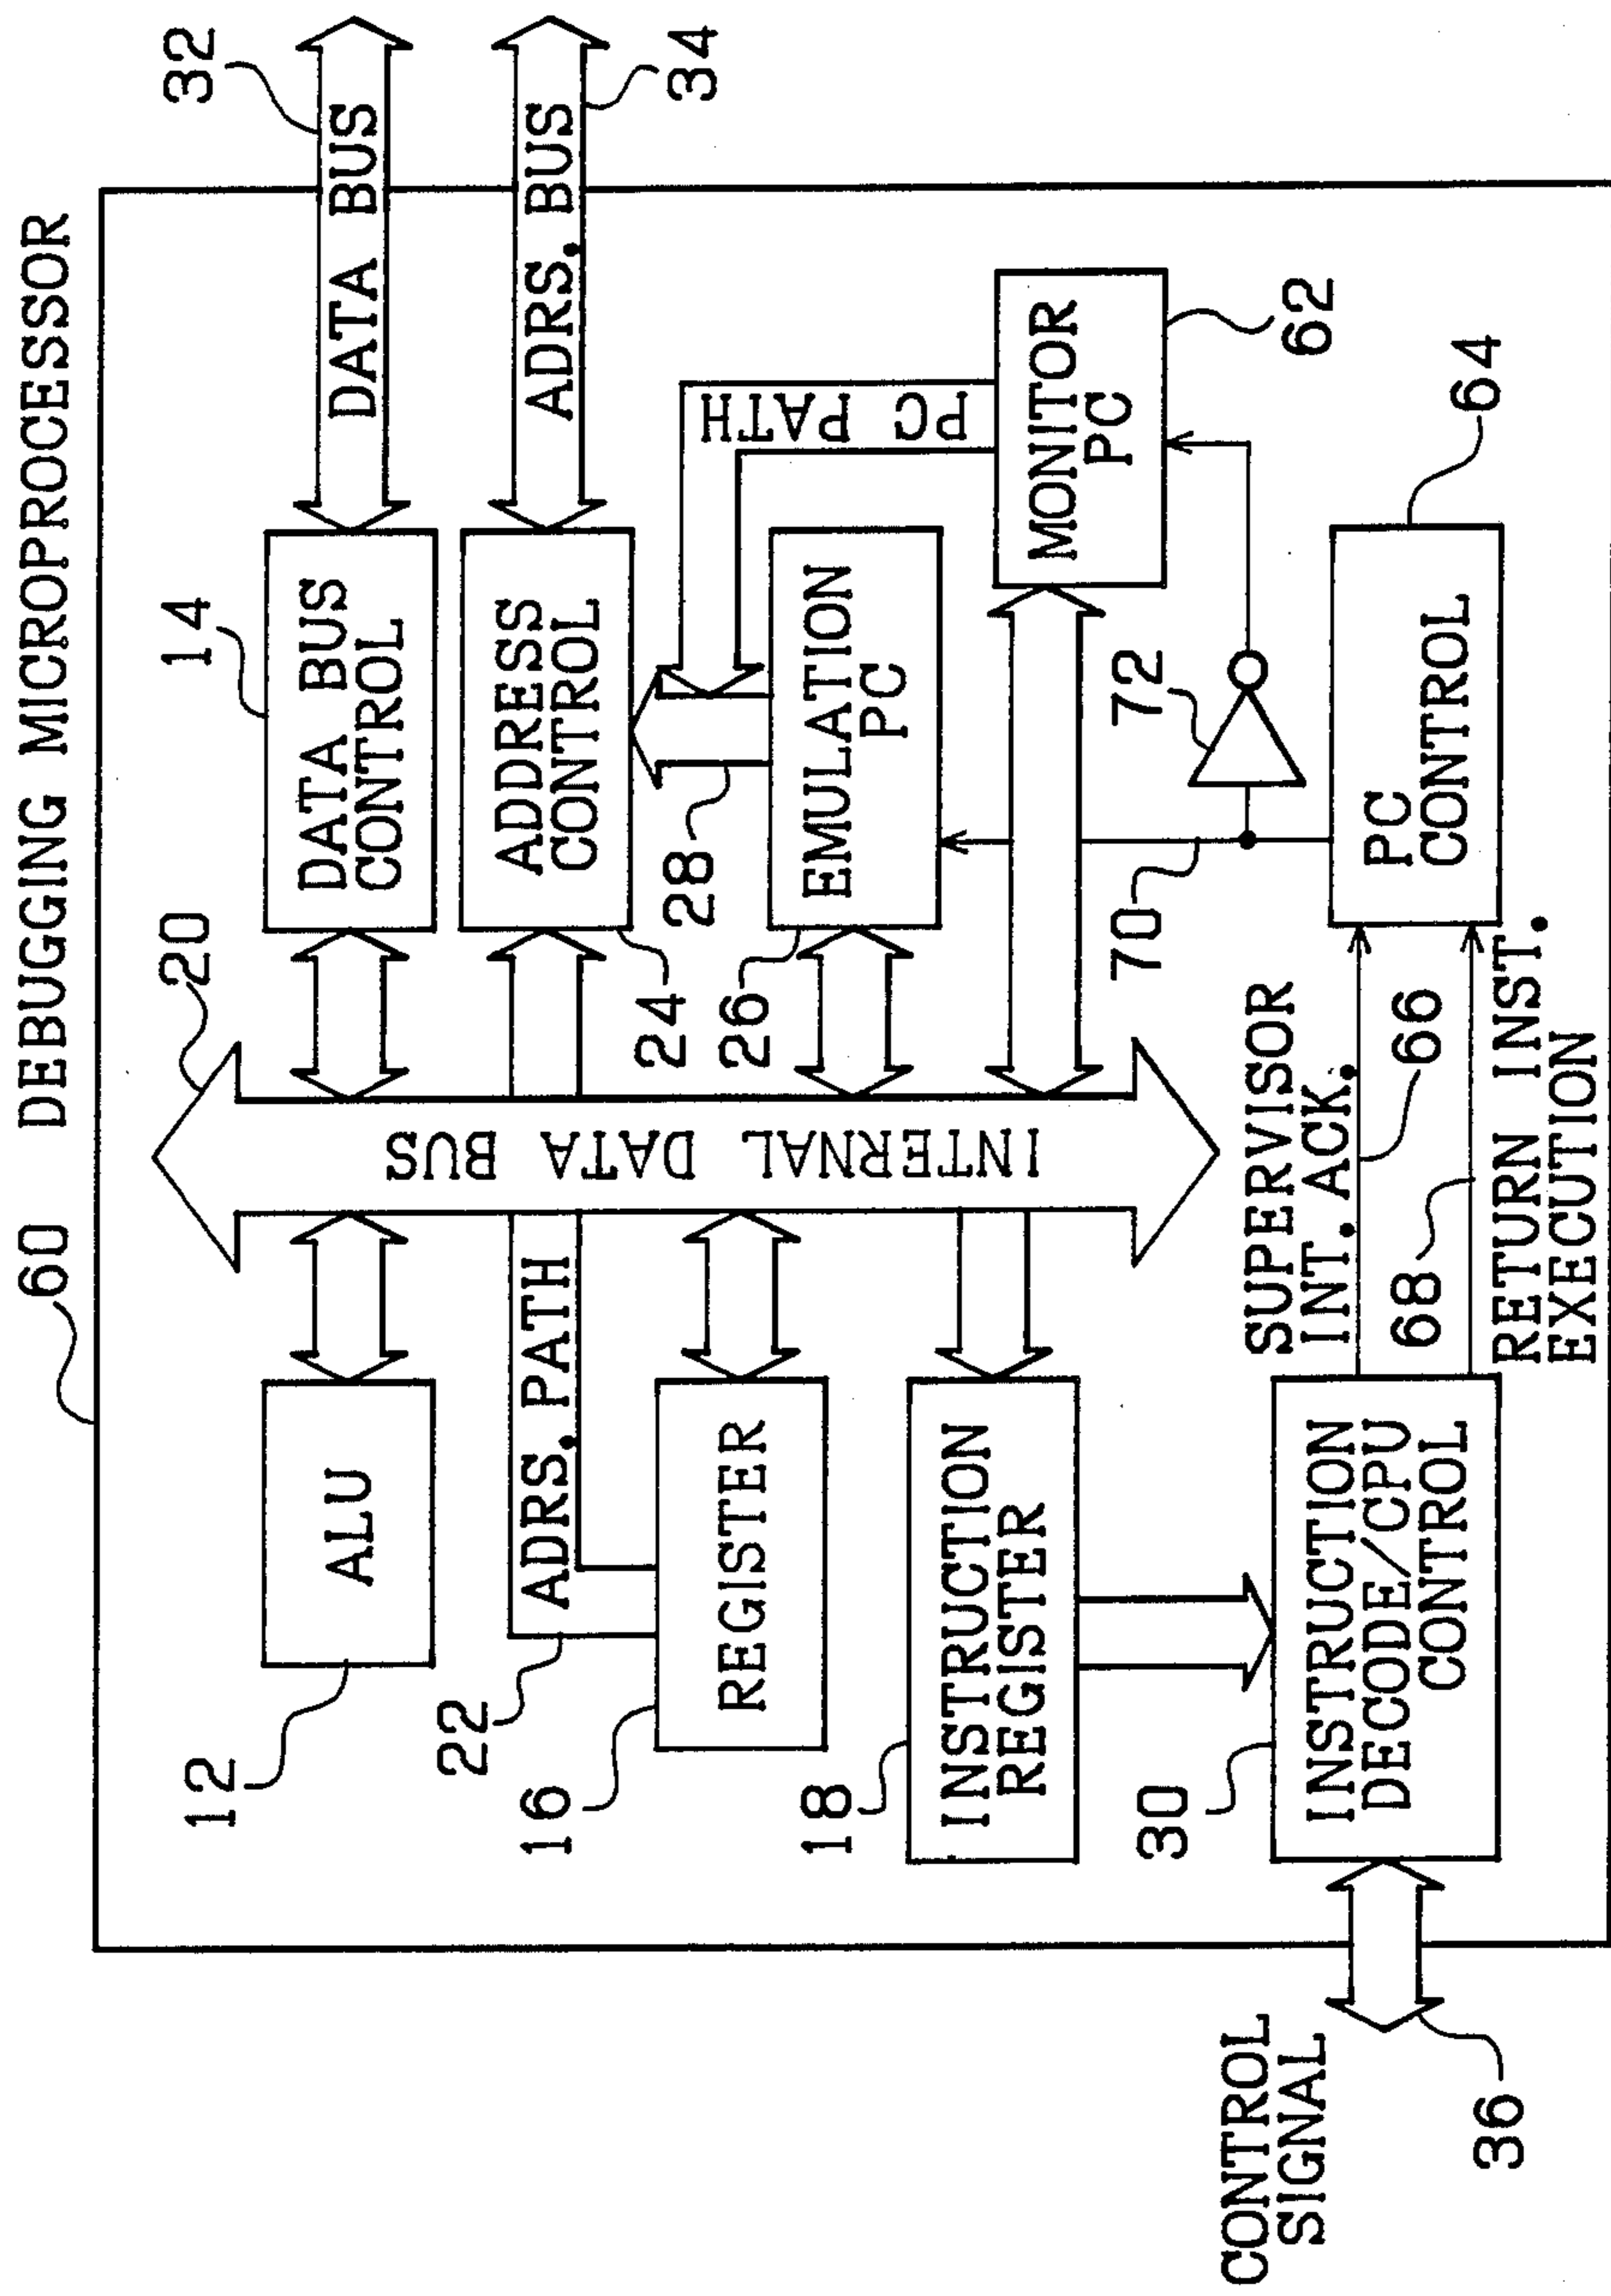 60 DEBUGGING MICROPROCESSOR
12
ALU
20
14
DATA BUS
CONTROL
32
DATA BUS
22
ADRS. PATH
24
ADDRESS
CONTROL
ADRS. BUS
34
16
REGISTER
INTERNAL DATA BUS
28
26
EMULATION
PC
PC PATH
18
INSTRUCTION
REGISTER
MONITOR
PC
62
70
72
30
INSTRUCTION
DECODE/CPU
CONTROL
SUPERVISOR
INT. ACK.
66
68
RETURN INST.
EXECUTION
PC
CONTROL
64
CONTROL
SIGNAL
36